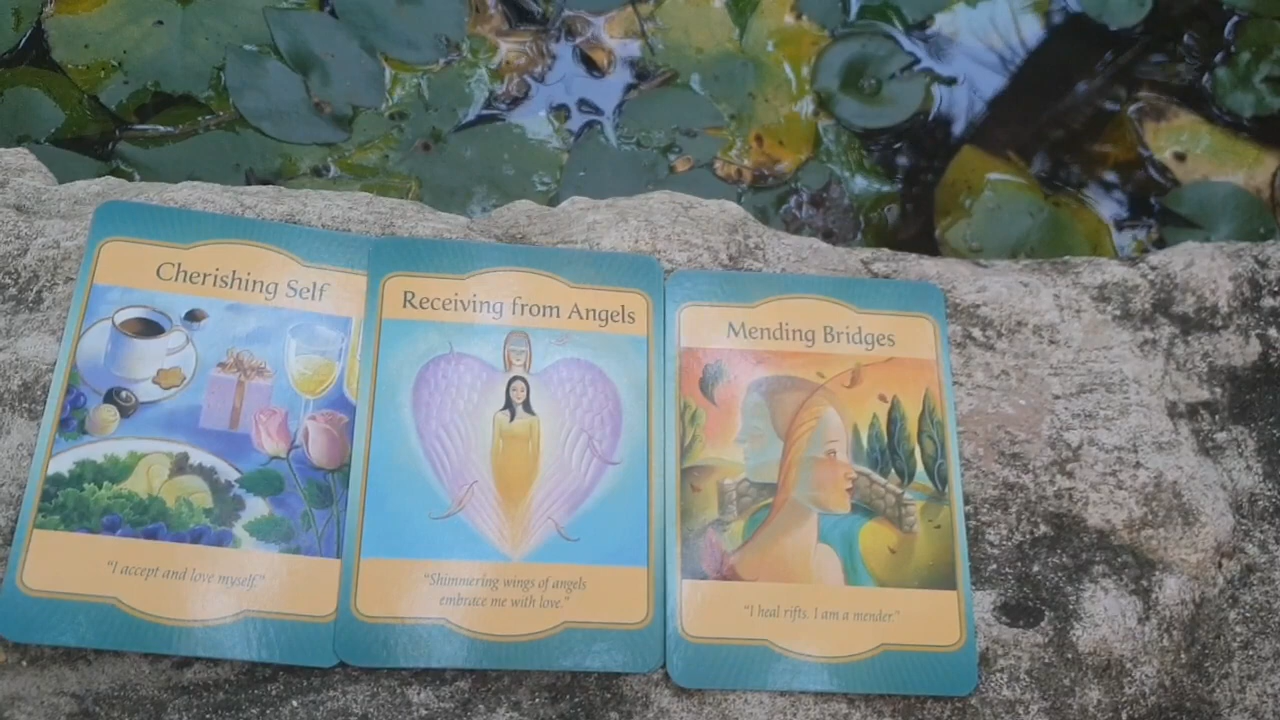 Cherishing Self
"I accept and love myself."
Receiving from Angels
"Shimmering wings of angels
embrace me with love."
Mending Bridges
"I heal rifts. I am a mender."